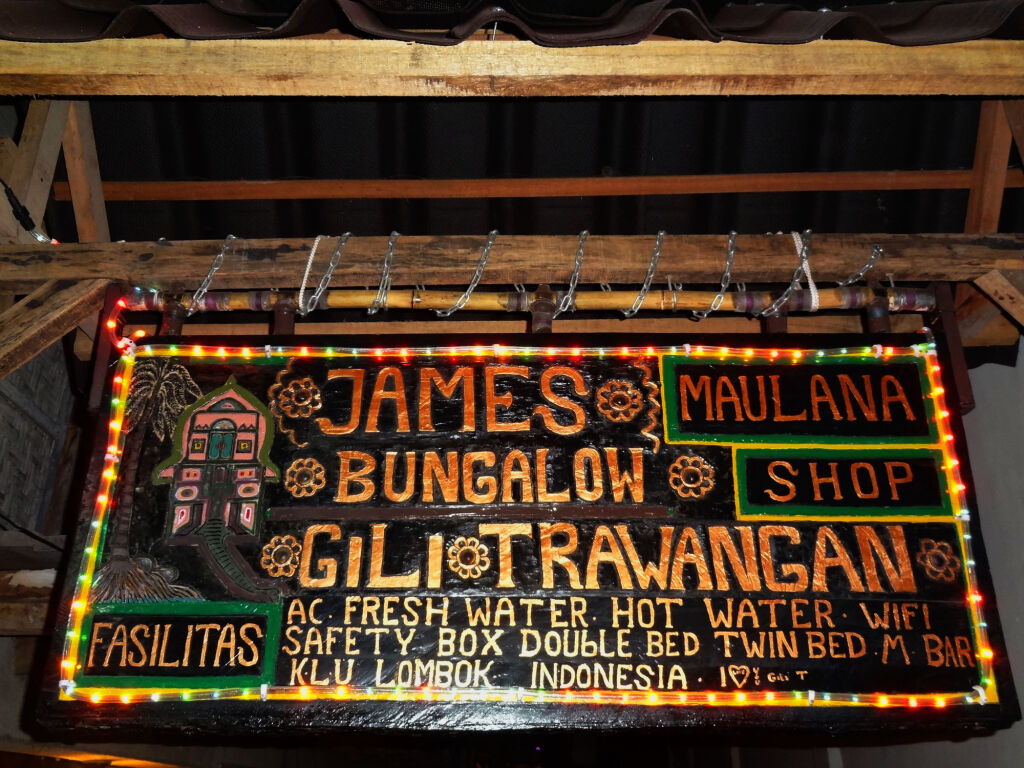 JAMES
BUNGALOW
GiLi TRAWANGAN
MAULANA
SHOP
FASILITAS
AC. FRESH WATER. HOT WATER. WIFI
SAFETY BOX DOUBLE BED TWIN BED. M. BAR
KLU LOMBOK. INDONESIA. I ♡ YOU Gili T